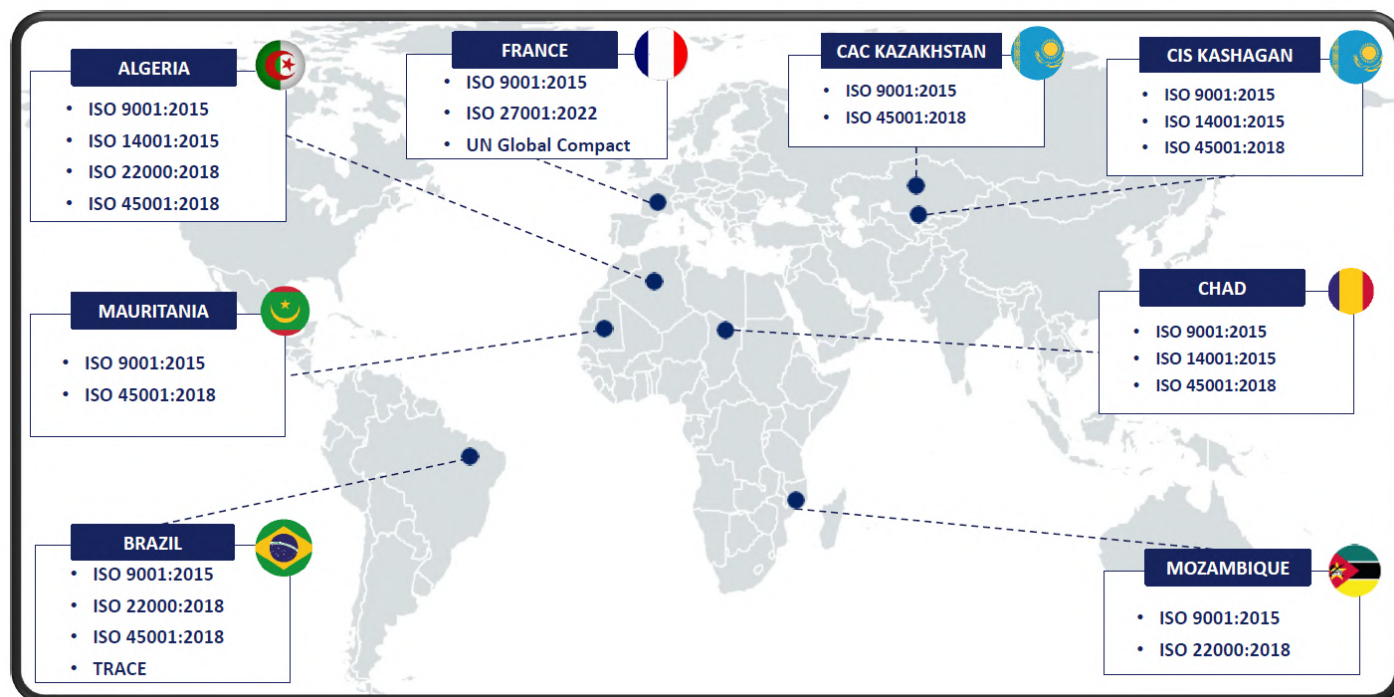 ALGERIA
• ISO 9001:2015
• ISO 14001:2015
• ISO 22000:2018
• ISO 45001:2018
FRANCE
• ISO 9001:2015
• ISO 27001:2022
• UN Global Compact
CAC KAZAKHSTAN
• ISO 9001:2015
• ISO 45001:2018
CIS KASHAGAN
• ISO 9001:2015
• ISO 14001:2015
• ISO 45001:2018
MAURITANIA
• ISO 9001:2015
• ISO 45001:2018
CHAD
• ISO 9001:2015
• ISO 14001:2015
• ISO 45001:2018
BRAZIL
• ISO 9001:2015
• ISO 22000:2018
• ISO 45001:2018
• TRACE
MOZAMBIQUE
• ISO 9001:2015
• ISO 22000:2018